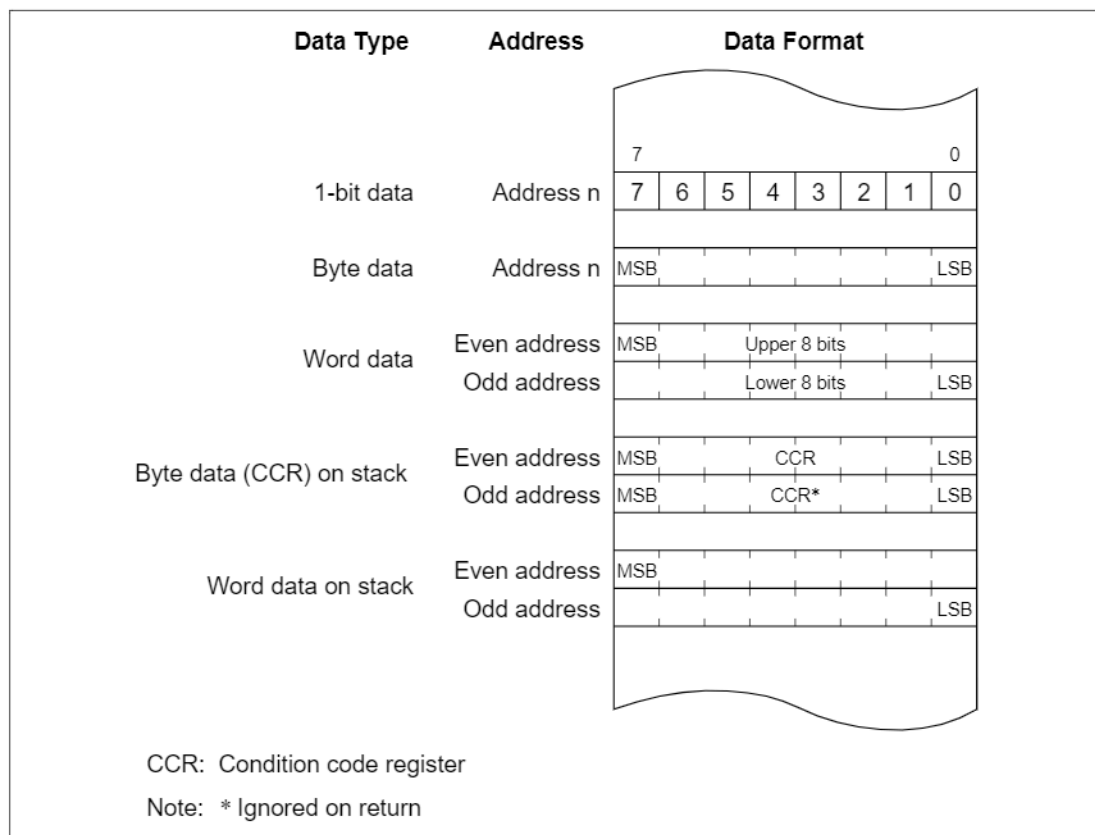 Data Type Address Data Format
7 0
1-bit data Address n 7 6 5 4 3 2 1 0
Byte data Address n MSB LSB
Word data Even address MSB Upper 8 bits
Odd address Lower 8 bits LSB
Byte data (CCR) on stack Even address MSB CCR LSB
Odd address MSB CCR* LSB
Word data on stack Even address MSB
Odd address LSB
CCR: Condition code register
Note: * Ignored on return